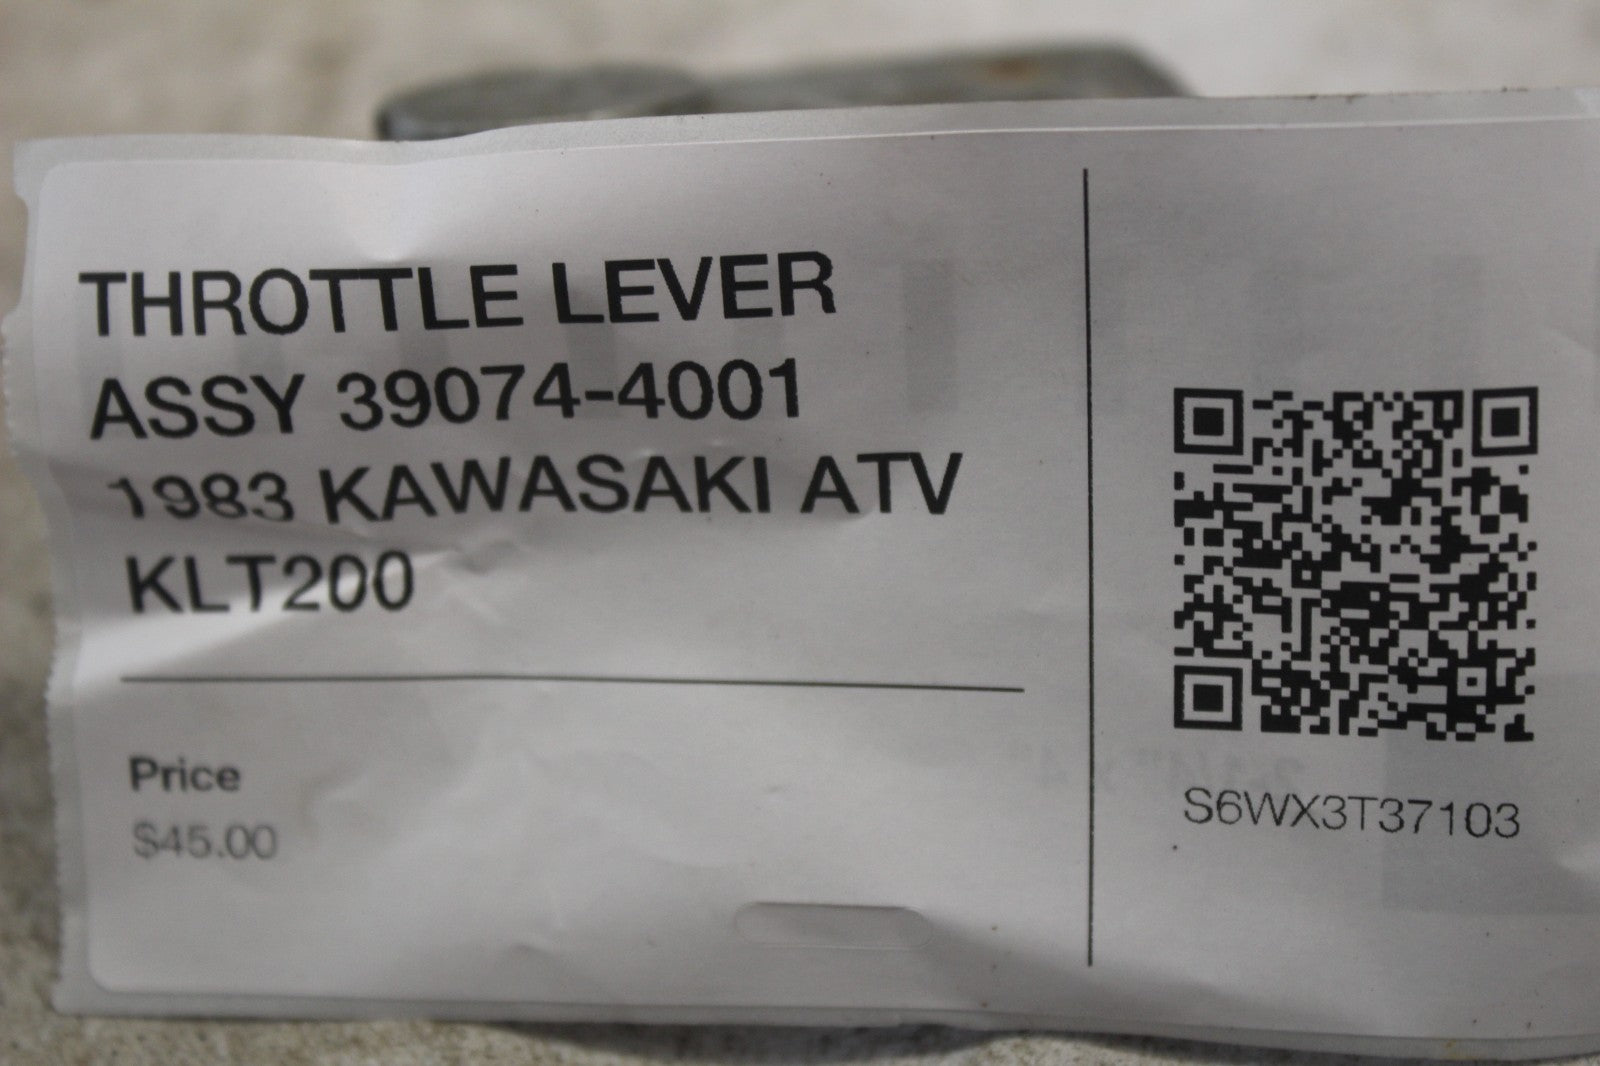 THROTTLE LEVER
ASSY 39074-4001
1983 KAWASAKI ATV
KLT200
Price
$45.00
S6WX3T37103